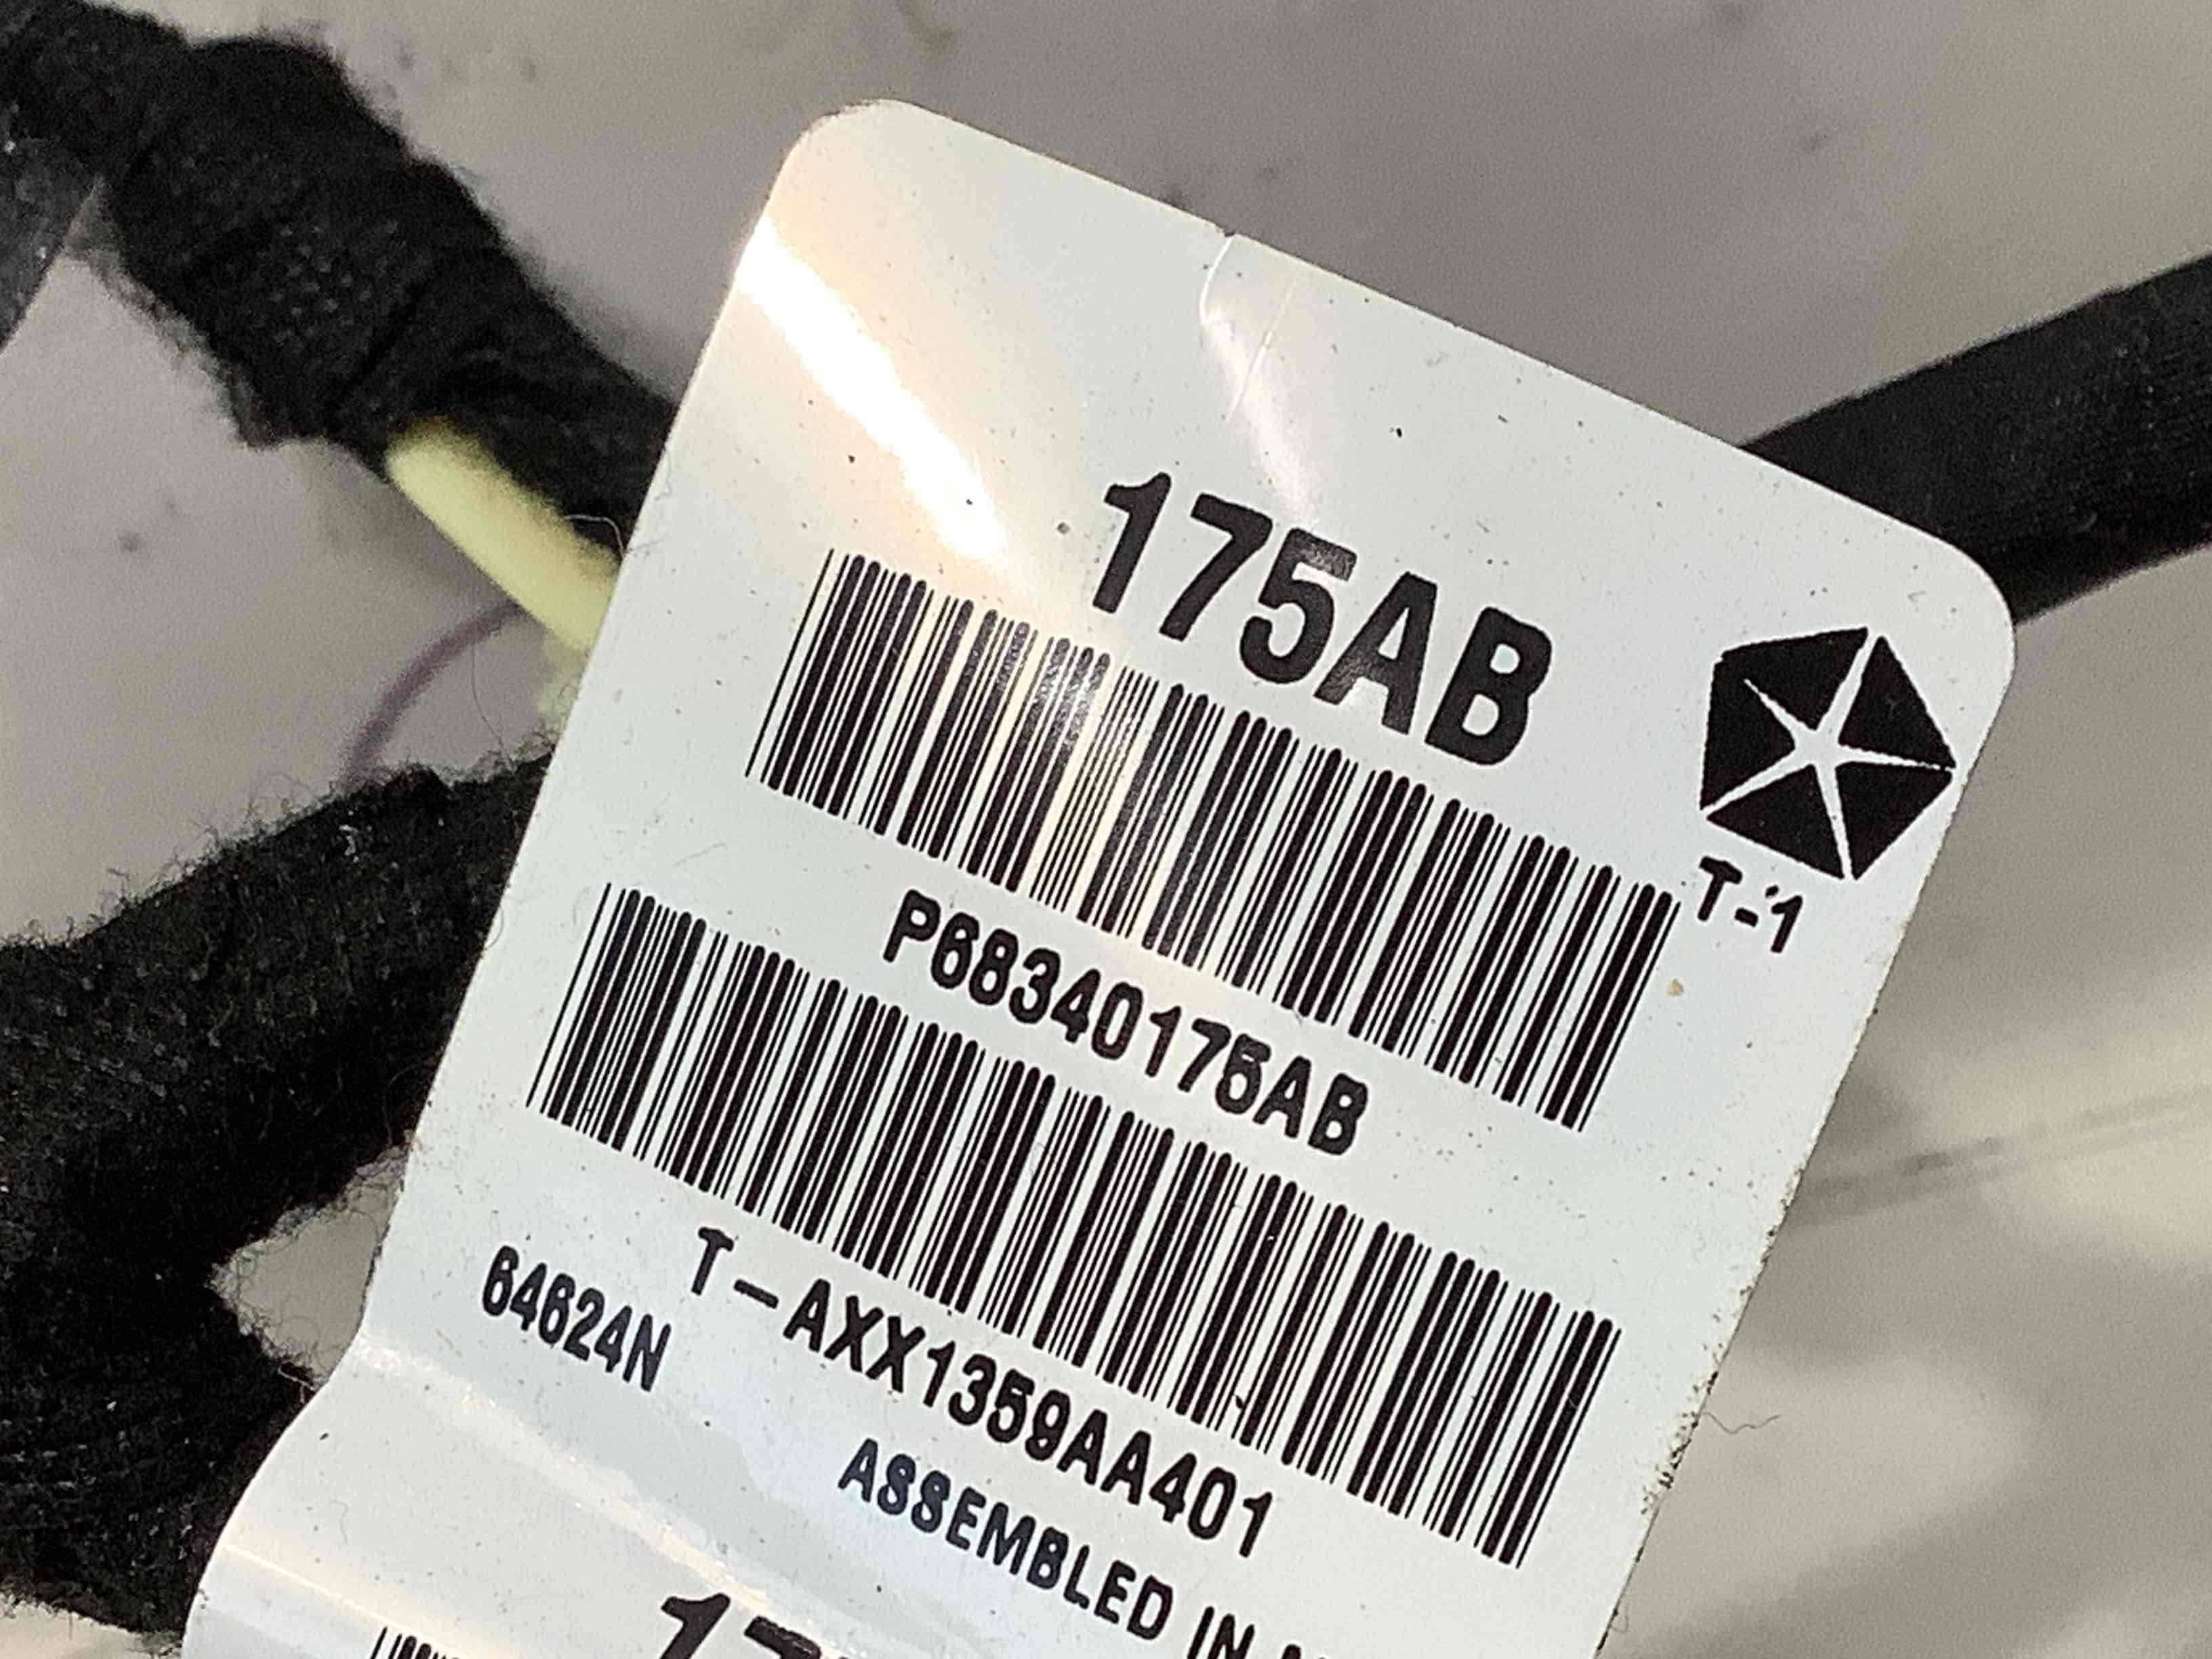 175AB
T-1
P68340175AB
T-AXX1359AA401
64624N
ASSEMBLED IN